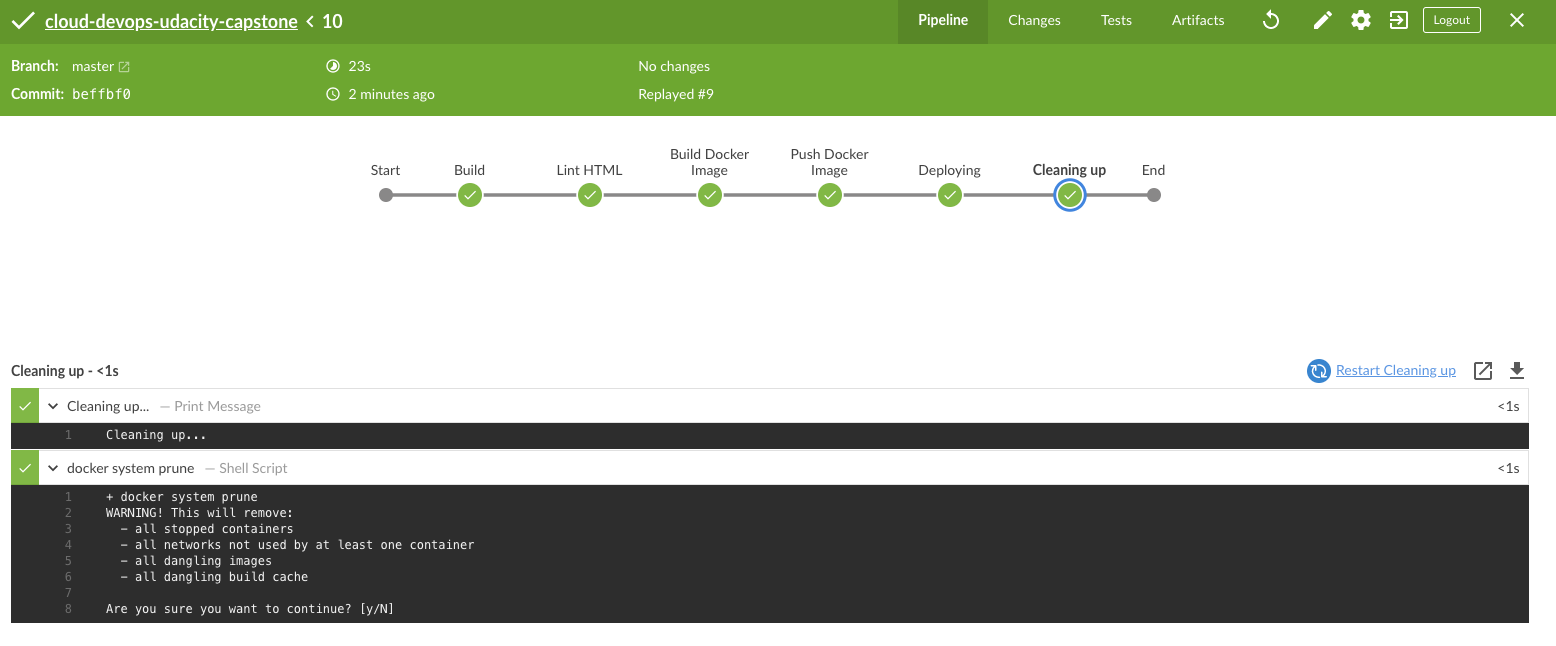 cloud-devops-udacity-capstone < 10
Pipeline Changes Tests Artifacts Logout
Branch: master 23s No changes
Commit: beffbf0 2 minutes ago Replayed #9
Start Build Lint HTML Build Docker Image Push Docker Image Deploying Cleaning up End
Cleaning up - <1s Restart Cleaning up
Cleaning up... — Print Message <1s
1 Cleaning up...
docker system prune — Shell Script <1s
1 + docker system prune
2 WARNING! This will remove:
3 - all stopped containers
4 - all networks not used by at least one container
5 - all dangling images
6 - all dangling build cache
7
8 Are you sure you want to continue? [y/N]